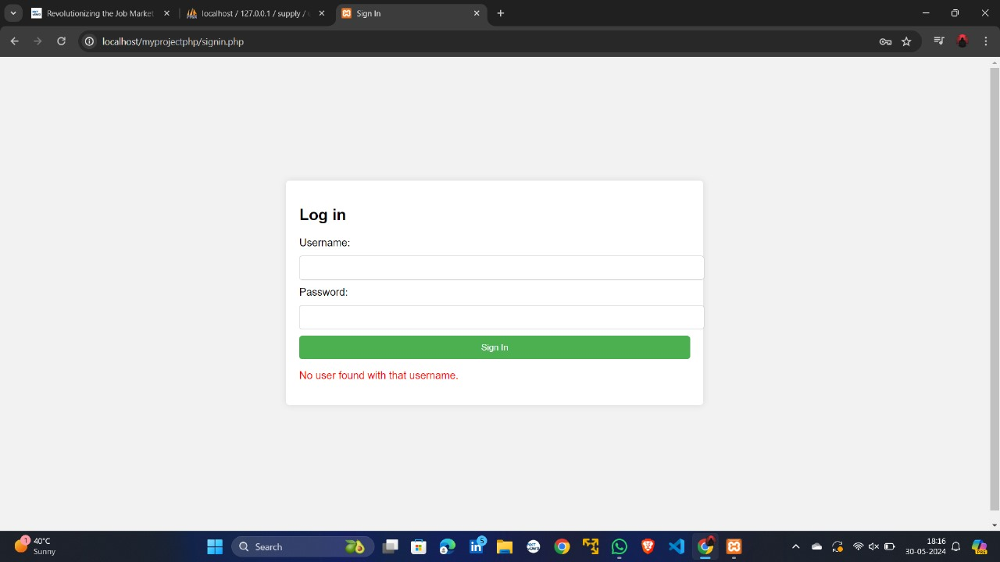 Revolutionizing the Job Market
localhost / 127.0.0.1 / supply /
Sign In
localhost/myprojectphp/signin.php
Log in
Username:
Password:
Sign In
No user found with that username.
1
40°C
Sunny
Search
5
18:16
30-05-2024
PRE